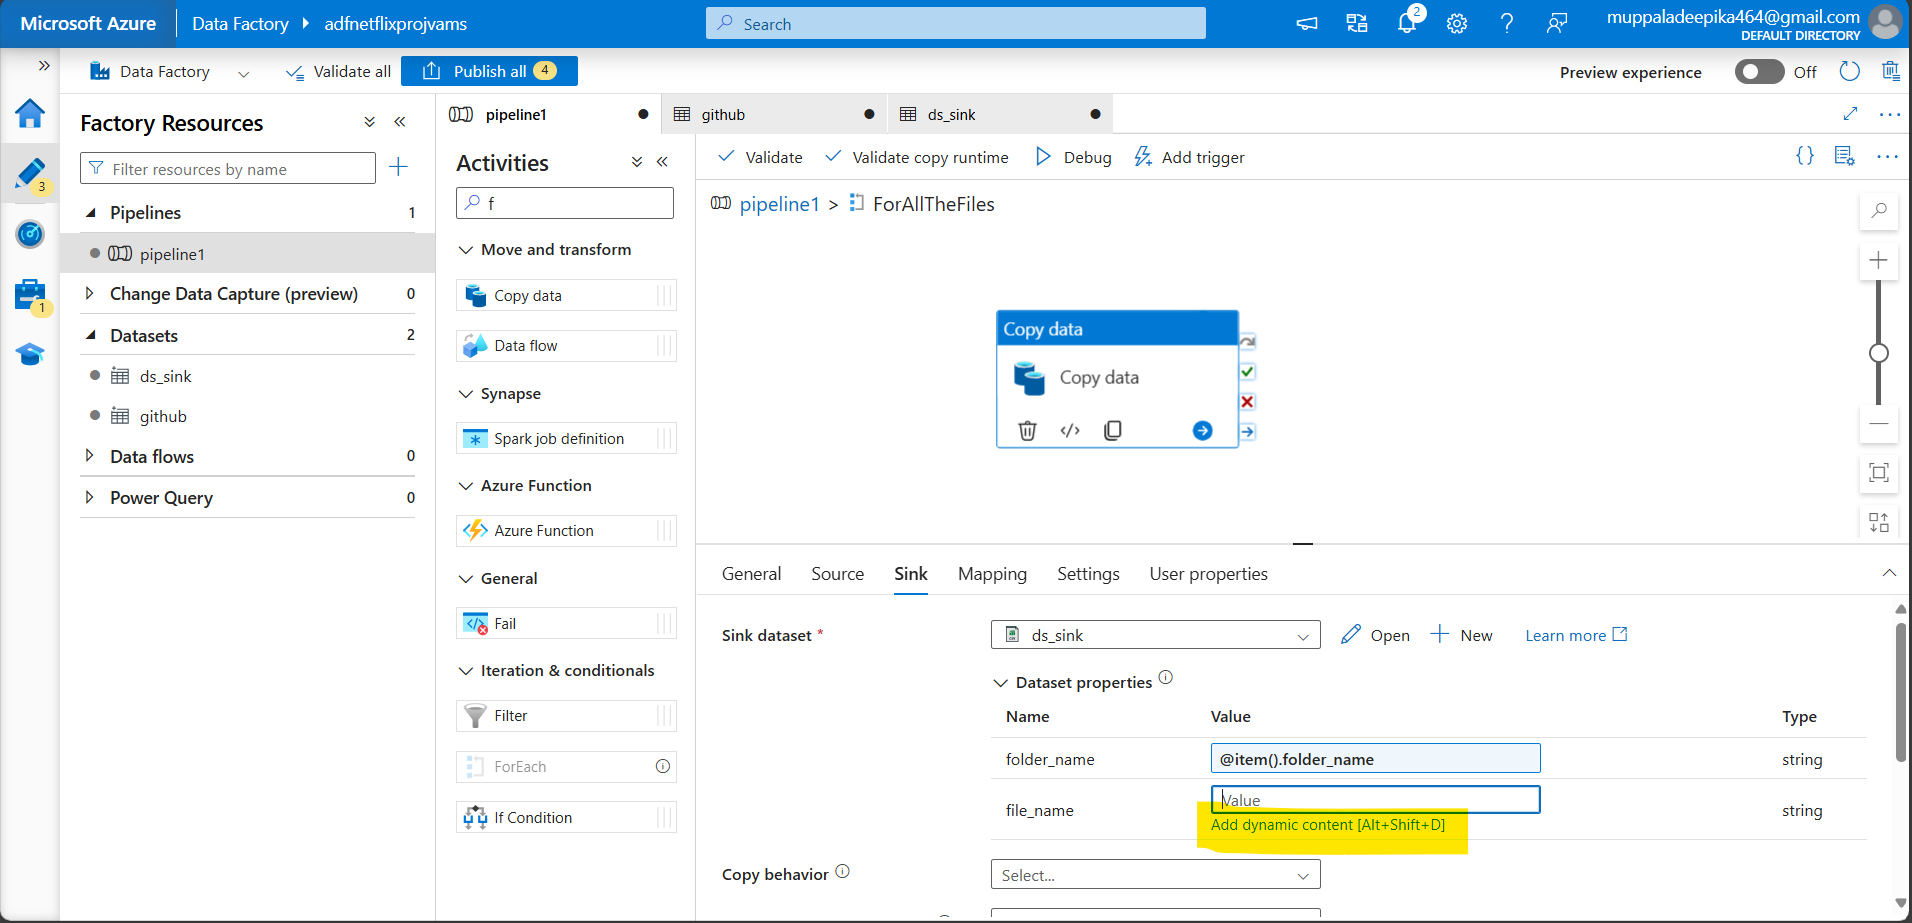 Microsoft Azure
Data Factory
adfnetflixprojvams
Search
2
muppaladeepika464@gmail.com
DEFAULT DIRECTORY
Data Factory
Validate all
Publish all
4
Preview experience
Off
3
1
Factory Resources
Filter resources by name
Pipelines
1
pipeline1
Change Data Capture (preview)
0
Datasets
2
ds_sink
github
Data flows
0
Power Query
0
pipeline1
github
ds_sink
Activities
f
Move and transform
Copy data
Data flow
Synapse
Spark job definition
Azure Function
Azure Function
General
Fail
Iteration & conditionals
Filter
ForEach
If Condition
Validate
Validate copy runtime
Debug
Add trigger
pipeline1 > ForAllTheFiles
Copy data
Copy data
General
Source
Sink
Mapping
Settings
User properties
Sink dataset *
ds_sink
Open
New
Learn more
Dataset properties
Name
Value
Type
folder_name
@item().folder_name
string
file_name
Value
Add dynamic content [Alt+Shift+D]
string
Copy behavior
Select...